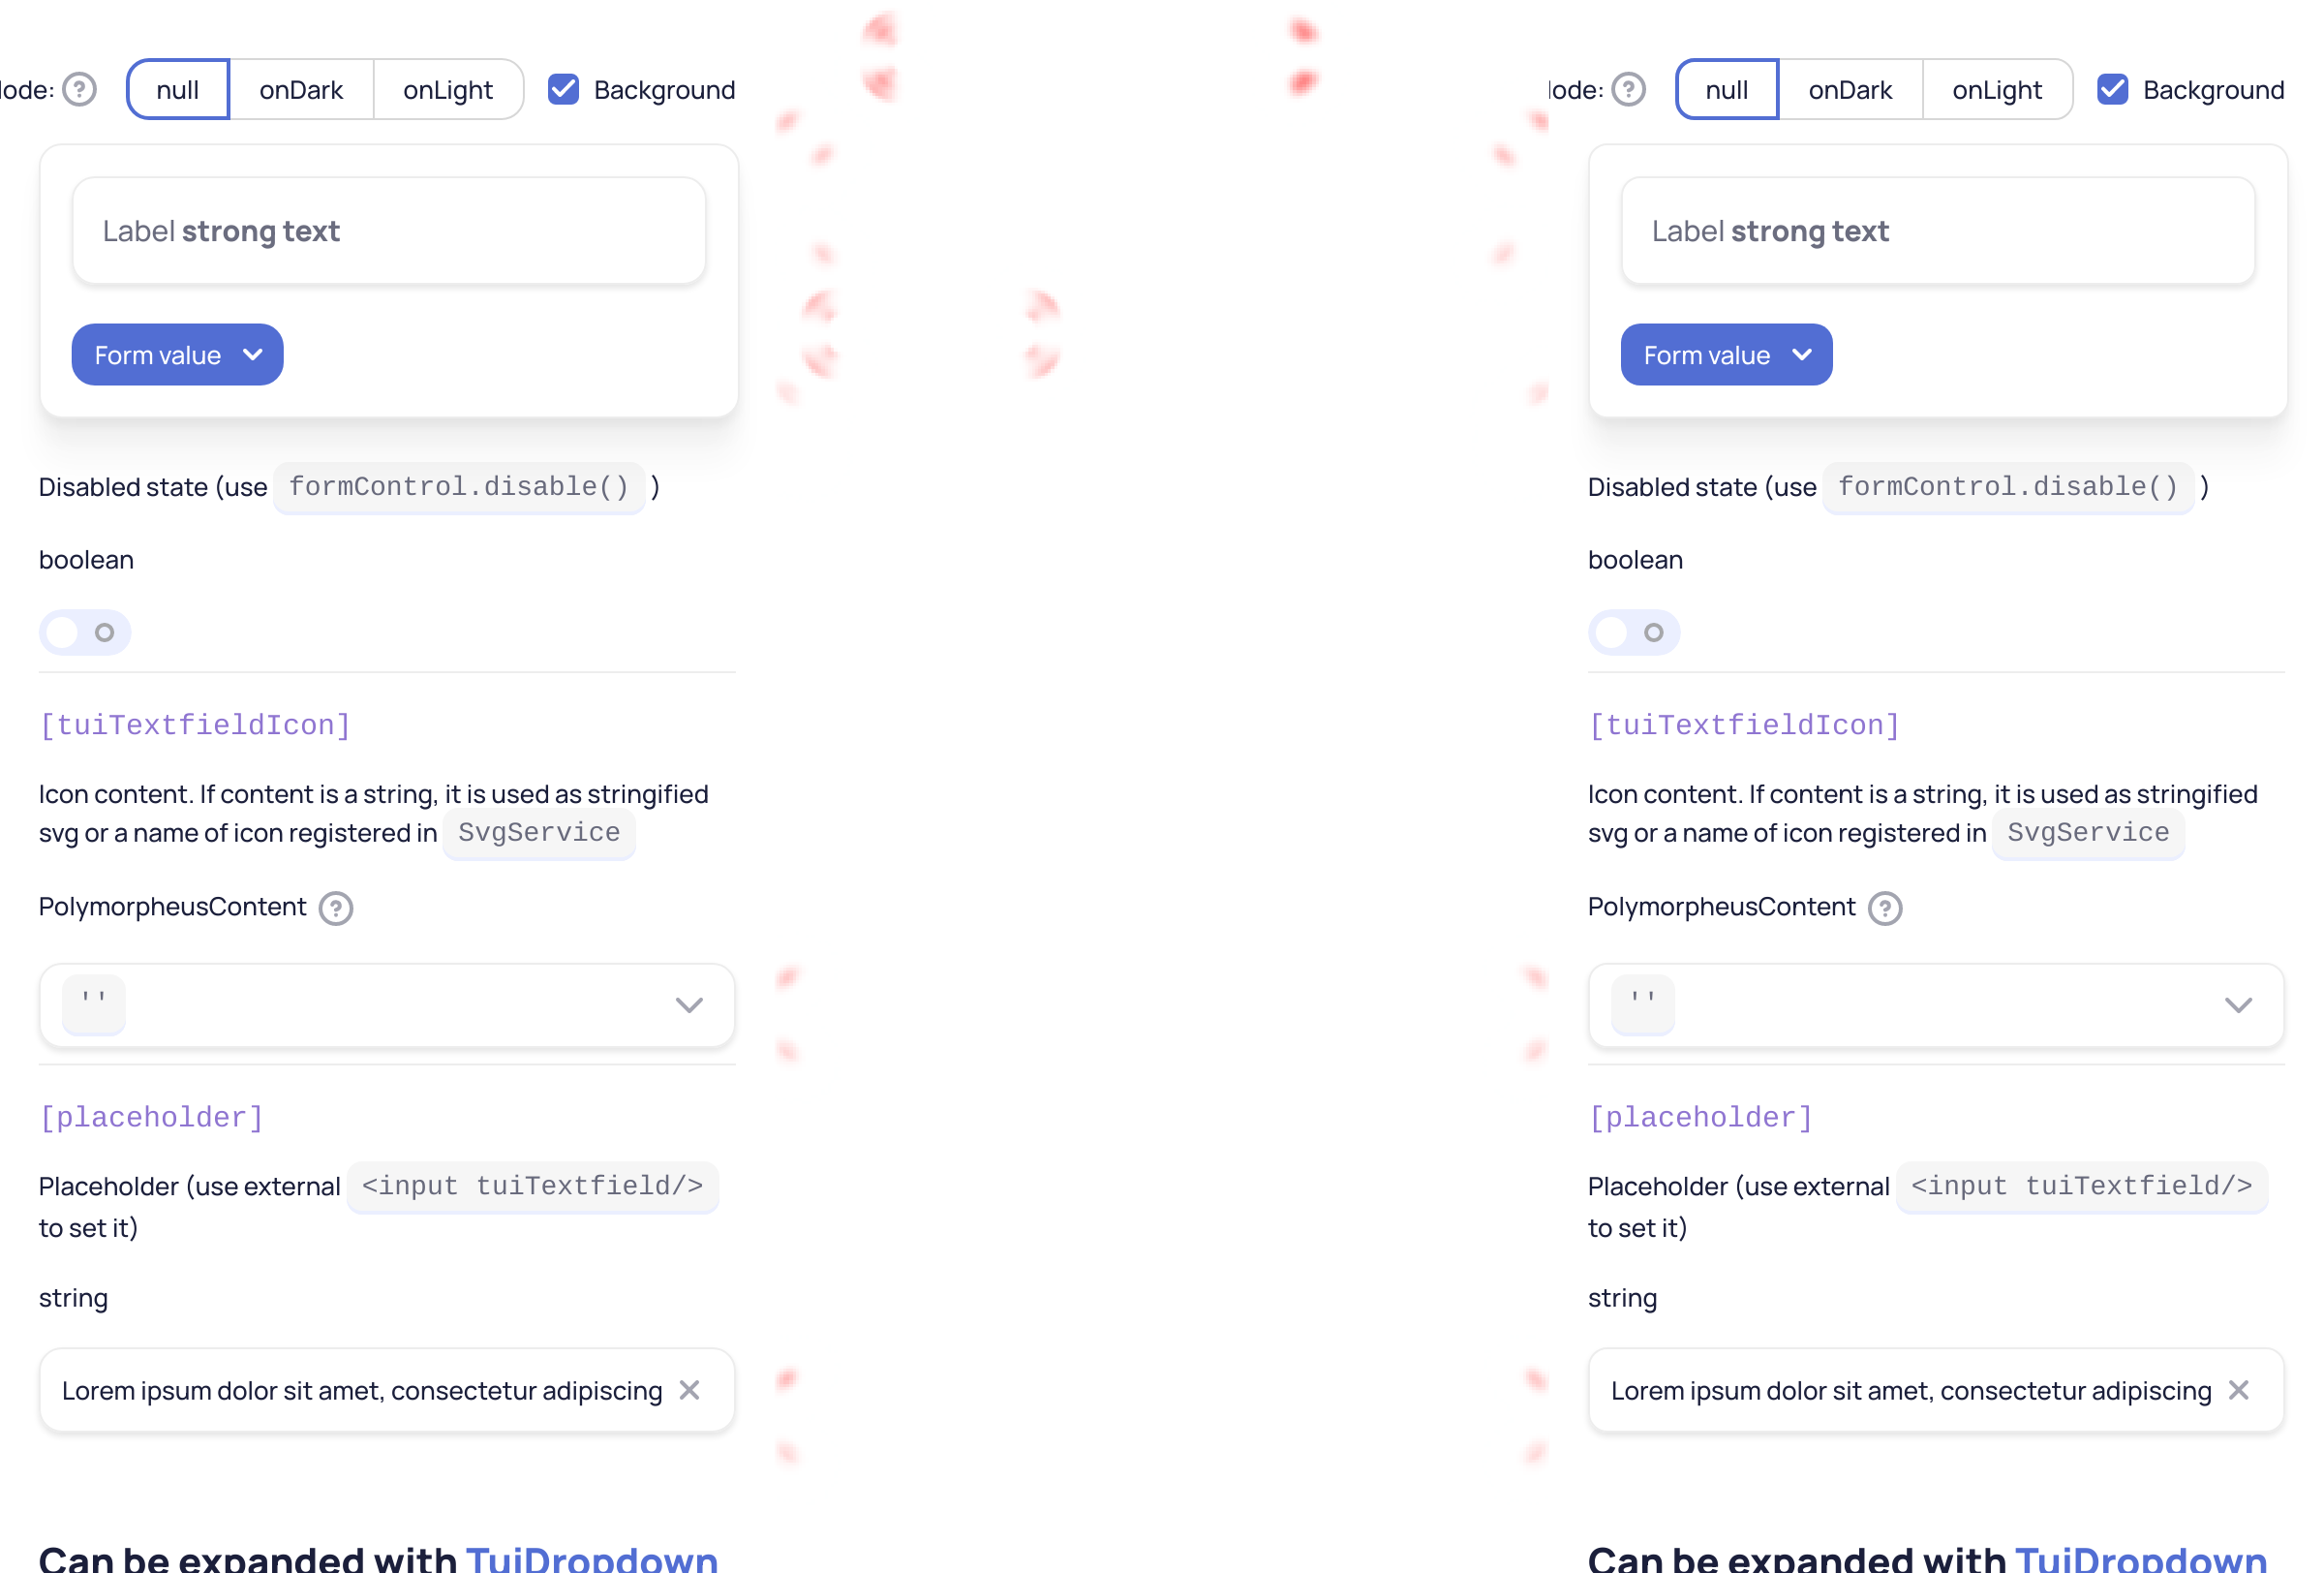 lode: null onDark onLight Background
Label strong text
Form value
Disabled state (use formControl.disable() )
boolean
[tuiTextfieldIcon]
Icon content. If content is a string, it is used as stringified
svg or a name of icon registered in SvgService
PolymorpheusContent
''
[placeholder]
Placeholder (use external <input tuiTextfield/>
to set it)
string
Lorem ipsum dolor sit amet, consectetur adipiscing
Can be expanded with TuiDropdown
lode: null onDark onLight Background
Label strong text
Form value
Disabled state (use formControl.disable() )
boolean
[tuiTextfieldIcon]
Icon content. If content is a string, it is used as stringified
svg or a name of icon registered in SvgService
PolymorpheusContent
''
[placeholder]
Placeholder (use external <input tuiTextfield/>
to set it)
string
Lorem ipsum dolor sit amet, consectetur adipiscing
Can be expanded with TuiDropdown